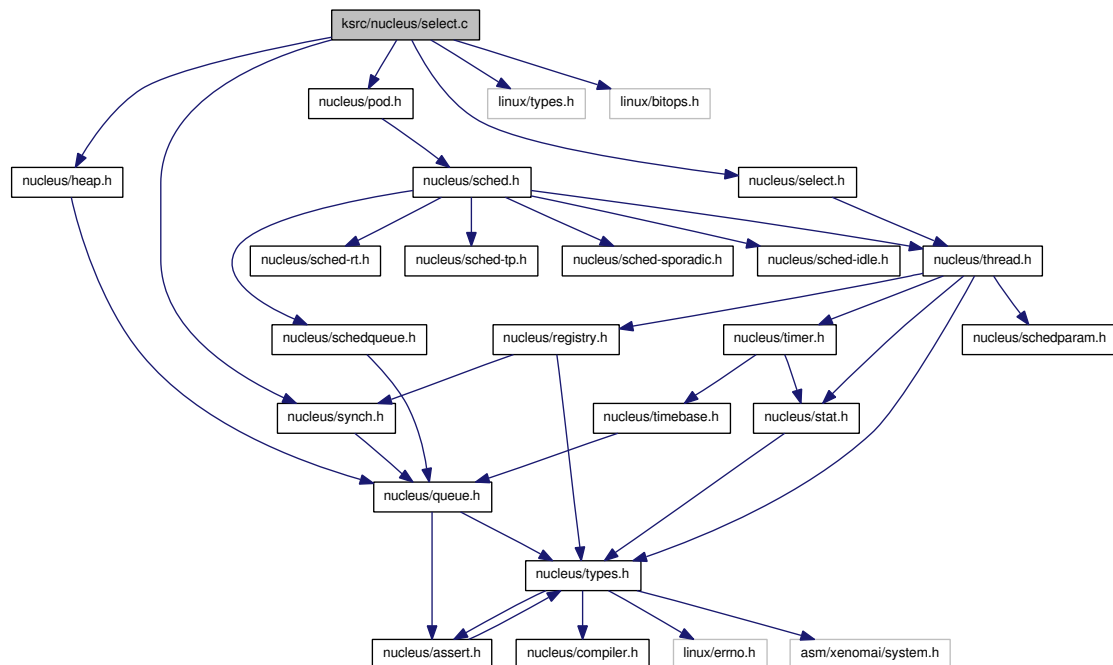 ksrc/nucleus/select.c
nucleus/pod.h
linux/types.h
linux/bitops.h
nucleus/heap.h
nucleus/sched.h
nucleus/select.h
nucleus/sched-rt.h
nucleus/sched-tp.h
nucleus/sched-sporadic.h
nucleus/sched-idle.h
nucleus/thread.h
nucleus/schedqueue.h
nucleus/registry.h
nucleus/timer.h
nucleus/schedparam.h
nucleus/synch.h
nucleus/timebase.h
nucleus/stat.h
nucleus/queue.h
nucleus/types.h
nucleus/assert.h
nucleus/compiler.h
linux/errno.h
asm/xenomai/system.h